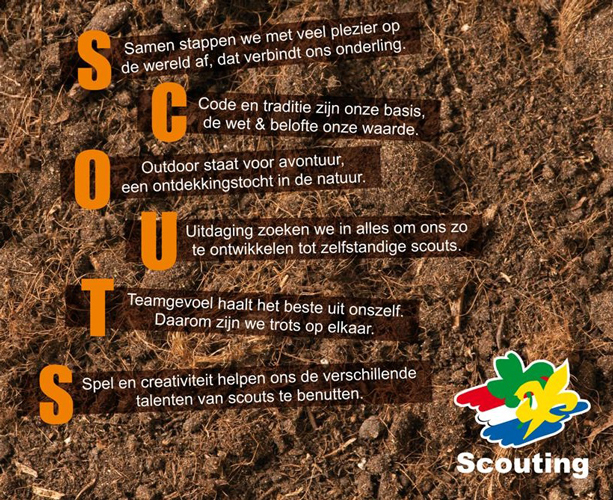 S
Samen stappen we met veel plezier op
de wereld af, dat verbindt ons onderling.
C
Code en traditie zijn onze basis,
de wet & belofte onze waarde.
O
Outdoor staat voor avontuur,
een ontdekkingstocht in de natuur.
U
Uitdaging zoeken we in alles om ons zo
te ontwikkelen tot zelfstandige scouts.
T
Teamgevoel haalt het beste uit onszelf.
Daarom zijn we trots op elkaar.
S
Spel en creativiteit helpen ons de verschillende
talenten van scouts te benutten.
Scouting